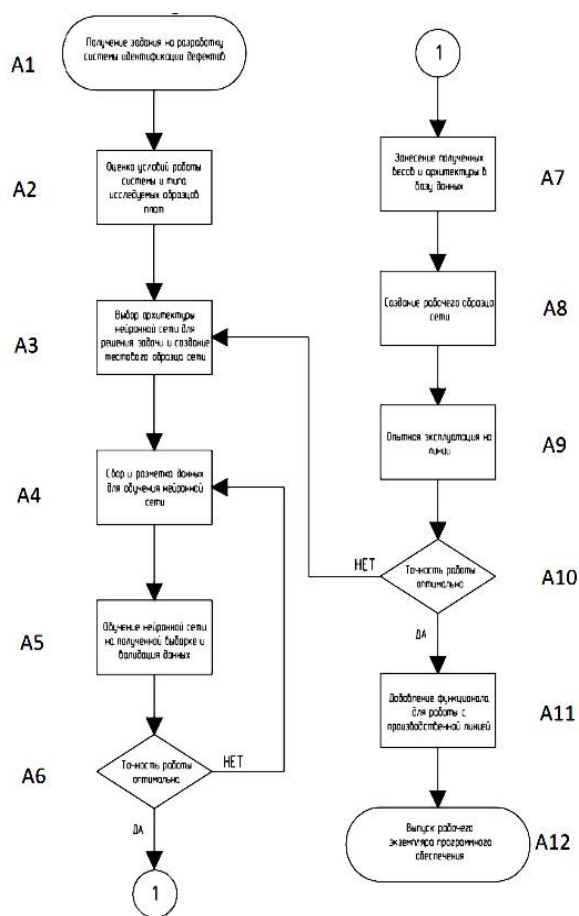 A1
Получение задания на разработку
системы идентификации дефектов
A2
Оценка условий работы
системы и типа
исследуемых образцов
плат
A3
Выбор архитектуры
нейронной сети для
решения задачи и создание
тестового образца сети
A4
Сбор и разметка данных
для обучения нейронной
сети
A5
Обучение нейронной сети
на полученной выборке и
валидация данных
A6
Точность работы
оптимальна
НЕТ
ДА
1
1
Занесение полученных
весов и архитектуры в
базу данных
A7
Создание рабочего образца
сети
A8
Опытная эксплуатация на
линии
A9
НЕТ
Точность работы
оптимальна
A10
ДА
Добавление функционала
для работы с
производственной линией
A11
Выпуск рабочего
экземпляра программного
обеспечения
A12